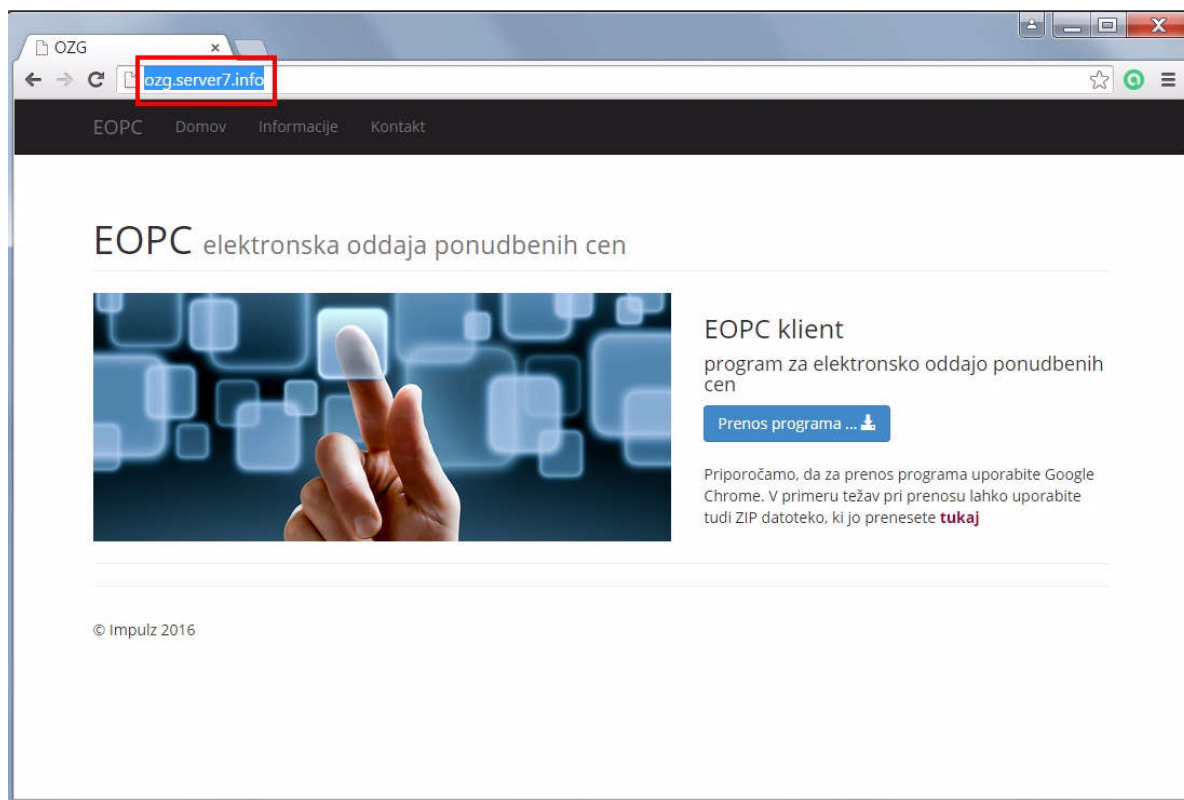 OZG
ozg.server7.info
EOPC Domov Informacije Kontakt
EOPC elektronska oddaja ponudbenih cen
EOPC klient
program za elektronsko oddajo ponudbenih
cen
Prenos programa ...
Priporočamo, da za prenos programa uporabite Google
Chrome. V primeru težav pri prenosu lahko uporabite
tudi ZIP datoteko, ki jo prenesete tukaj
© Impulz 2016